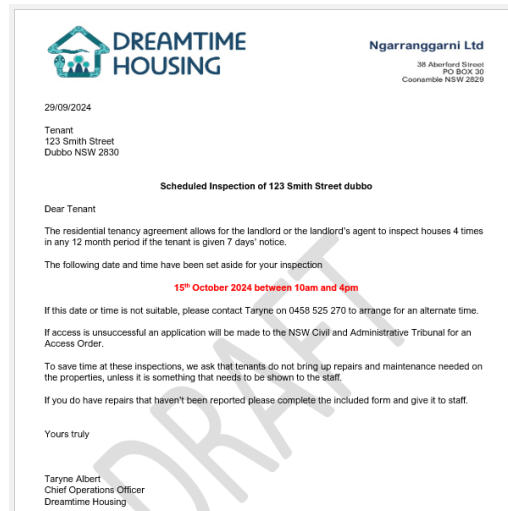 DREAMTIME
HOUSING
Ngarranggarni Ltd
38 Aberford Street
PO BOX 30
Coonamble NSW 2829
29/09/2024
Tenant
123 Smith Street
Dubbo NSW 2830
Scheduled Inspection of 123 Smith Street dubbo
Dear Tenant
The residential tenancy agreement allows for the landlord or the landlord's agent to inspect houses 4 times
in any 12 month period if the tenant is given 7 days' notice.
The following date and time have been set aside for your inspection
15th October 2024 between 10am and 4pm
If this date or time is not suitable, please contact Taryne on 0458 525 270 to arrange for an alternate time.
If access is unsuccessful an application will be made to the NSW Civil and Administrative Tribunal for an
Access Order.
To save time at these inspections, we ask that tenants do not bring up repairs and maintenance needed on
the properties, unless it is something that needs to be shown to the staff.
If you do have repairs that haven't been reported please complete the included form and give it to staff.
Yours truly
Taryne Albert
Chief Operations Officer
Dreamtime Housing
DRAFT